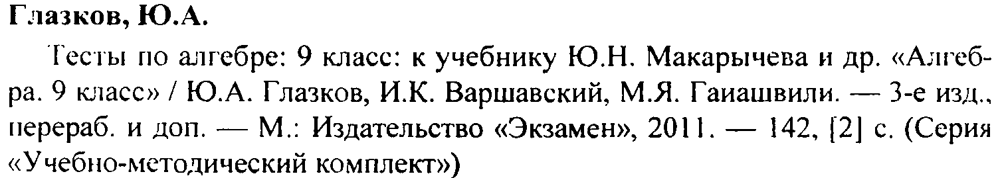 Глазков, Ю.А.
Тесты по алгебре: 9 класс: к учебнику Ю.Н. Макарычева и др. «Алгеб-
ра. 9 класс» / Ю.А. Глазков, И.К. Варшавский, М.Я. Гаиашвили. — 3-е изд.,
перераб. и доп. — М.: Издательство «Экзамен», 2011. — 142, [2] с. (Серия
«Учебно-методический комплект»)